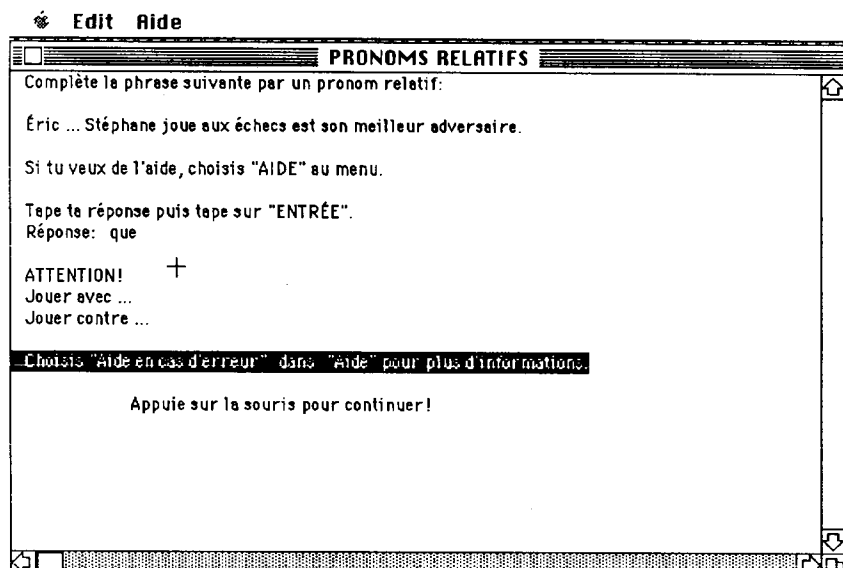 Edit Aide
PRONOMS RELATIFS
Complète la phrase suivante par un pronom relatif:
Éric ... Stéphane joue aux échecs est son meilleur adversaire.
Si tu veux de l'aide, choisis "AIDE" au menu.
Tape ta réponse puis tape sur "ENTRÉE".
Réponse: que
ATTENTION!
Jouer avec ...
Jouer contre ...
Choisis "Aide en cas d'erreur" dans "Aide" pour plus d'informations.
Appuie sur la souris pour continuer!